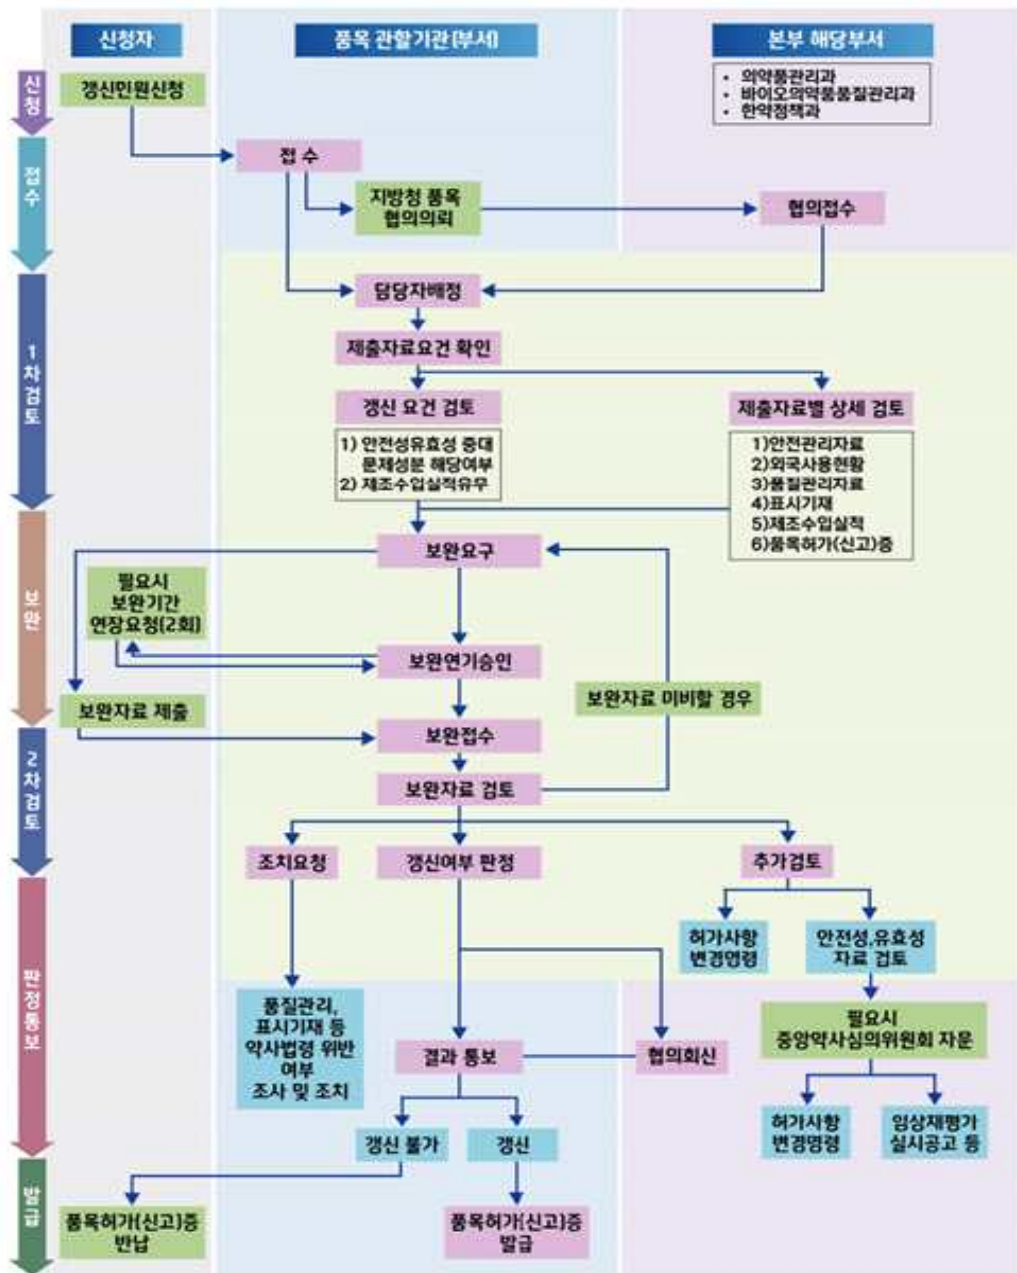 신청자
품목 관할기관(부서)
본부 해당부서
신청
갱신민원신청
• 의약품관리과
• 바이오의약품품질관리과
• 한약정책과
접수
접 수
지방청 품목
협의의뢰
협의접수
1차검토
담당자배정
제출자료요건 확인
갱신 요건 검토
1) 안전성유효성 중대
문제성분 해당여부
2) 제조수입실적유무
제출자료별 상세 검토
1)안전관리자료
2)외국사용현황
3)품질관리자료
4)표시기재
5)제조수입실적
6)품목허가(신고)증
보완
보완요구
필요시
보완기간
연장요청(2회)
보완연기승인
보완자료 제출
보완자료 미비할 경우
보완접수
2차검토
보완자료 검토
조치요청
갱신여부 판정
추가검토
판정통보
허가사항
변경명령
안전성,유효성
자료 검토
품질관리,
표시기재 등
약사법령 위반
여부
조사 및 조치
필요시
중앙약사심의위원회 자문
결과 통보
협의회신
허가사항
변경명령
임상재평가
실시공고 등
갱신 불가
갱신
발급
품목허가(신고)증
반납
품목허가(신고)증
발급